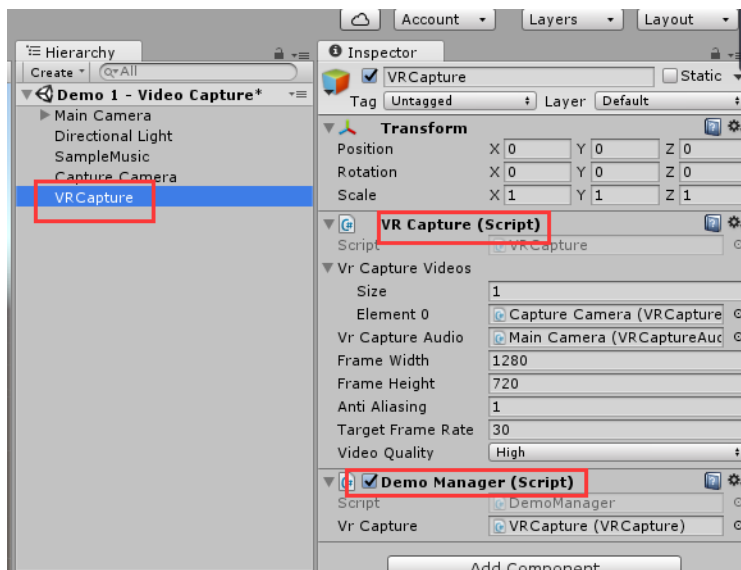 Account Layers Layout
Hierarchy
Create All
Demo 1 - Video Capture*
Main Camera
Directional Light
SampleMusic
Capture Camera
VRCapture
Inspector
VRCapture Static
Tag Untagged Layer Default
Transform
Position X 0 Y 0 Z 0
Rotation X 0 Y 0 Z 0
Scale X 1 Y 1 Z 1
VR Capture (Script)
Script VRCapture
Vr Capture Videos
Size 1
Element 0 Capture Camera (VRCapture
Vr Capture Audio Main Camera (VRCaptureAud
Frame Width 1280
Frame Height 720
Anti Aliasing 1
Target Frame Rate 30
Video Quality High
Demo Manager (Script)
Script DemoManager
Vr Capture VRCapture (VRCapture)
Add Component